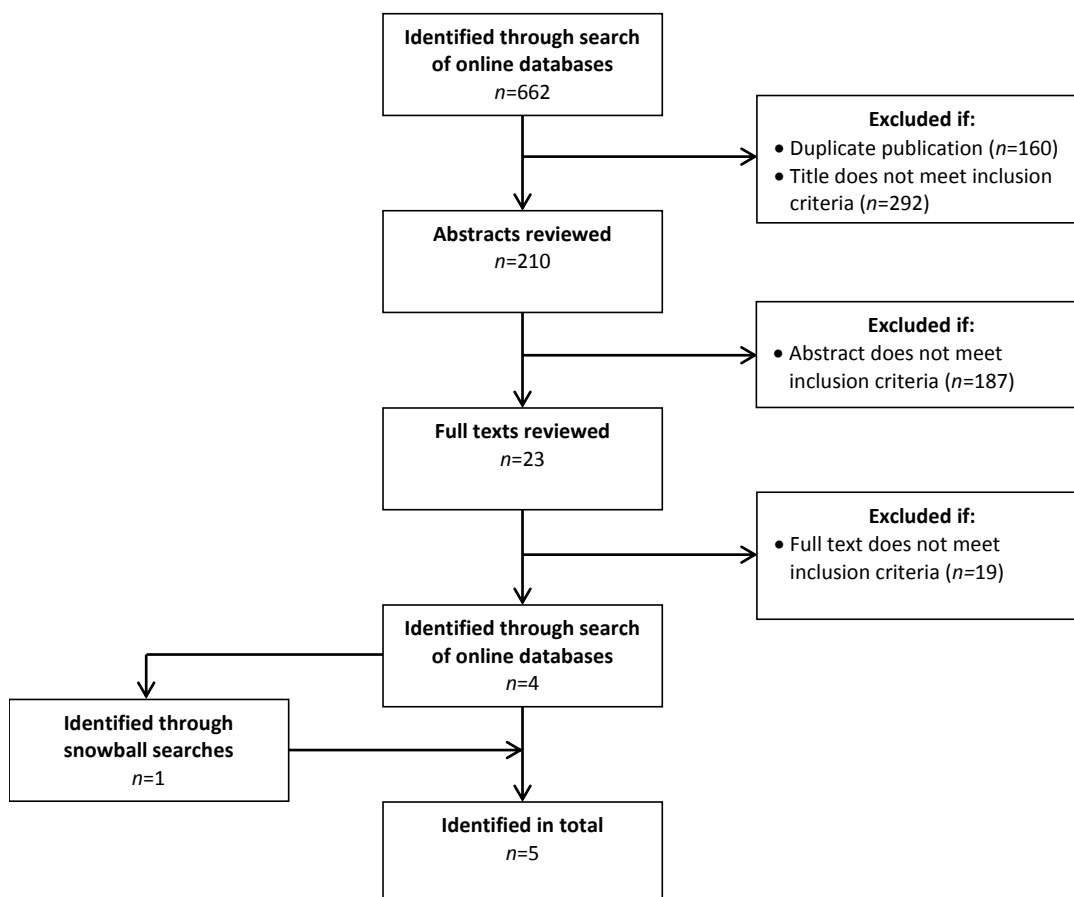 Identified through search
of online databases
n=662
Excluded if:
• Duplicate publication (n=160)
• Title does not meet inclusion
criteria (n=292)
Abstracts reviewed
n=210
Excluded if:
• Abstract does not meet
inclusion criteria (n=187)
Full texts reviewed
n=23
Excluded if:
• Full text does not meet
inclusion criteria (n=19)
Identified through search
of online databases
n=4
Identified through
snowball searches
n=1
Identified in total
n=5